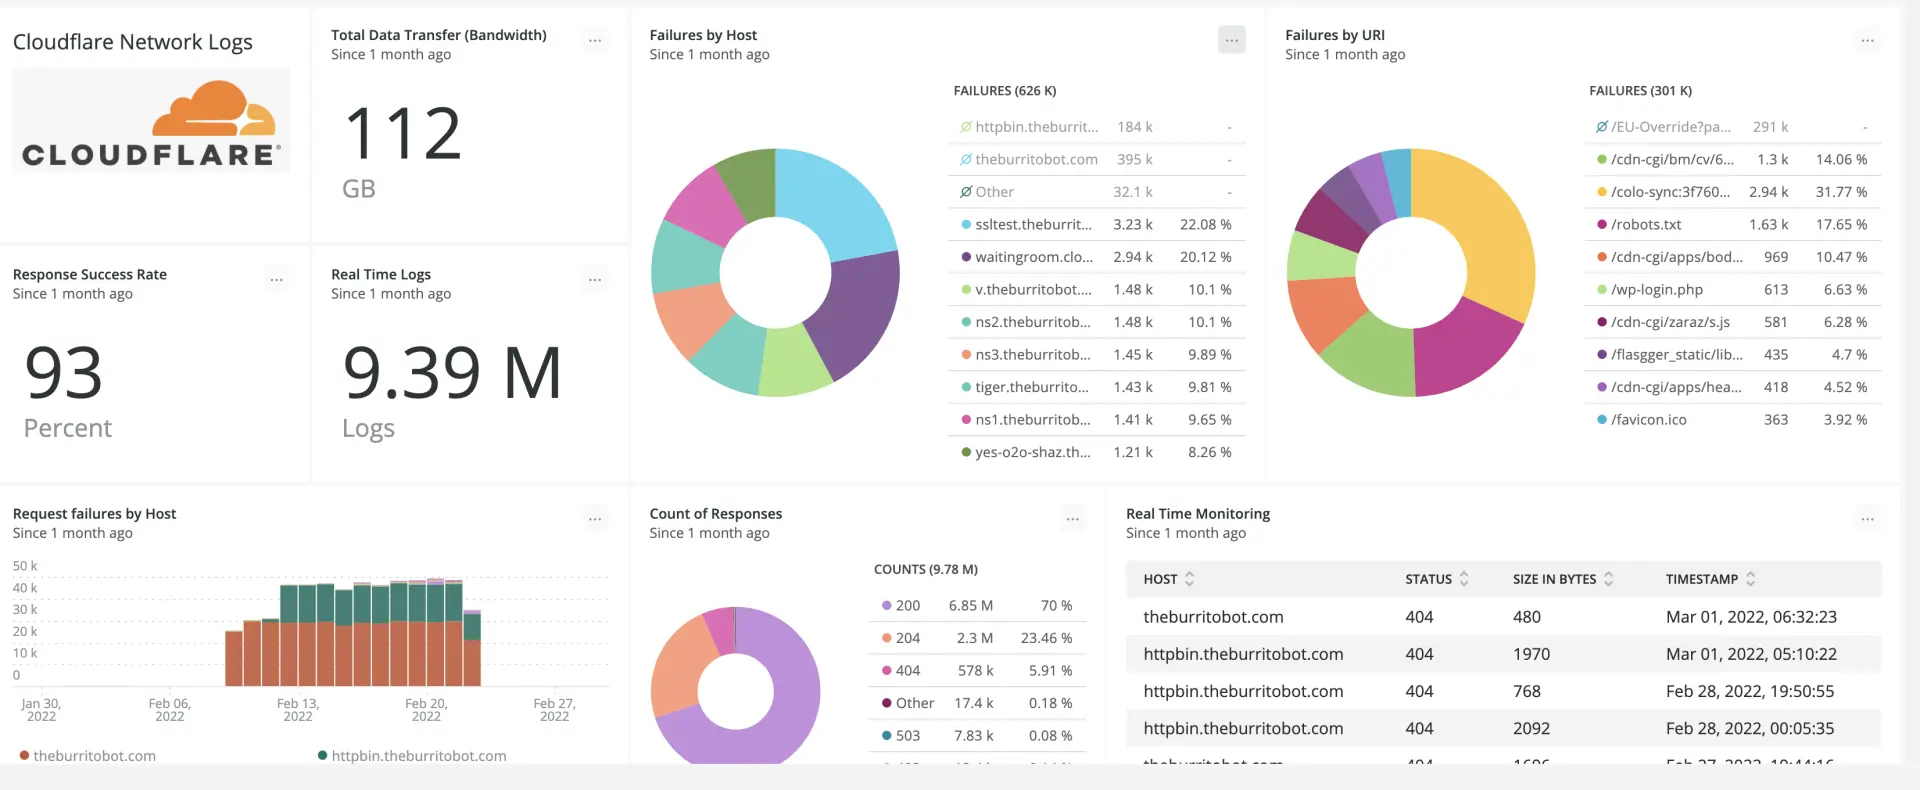 Cloudflare Network Logs
CLOUDFLARE
Total Data Transfer (Bandwidth)
Since 1 month ago
112
GB
Failures by Host
Since 1 month ago
FAILURES (626 K)
httpbin.theburrit... 184 k -
theburritobot.com 395 k -
Other 32.1 k -
ssltest.theburrit... 3.23 k 22.08 %
waitingroom.clo... 2.94 k 20.12 %
v.theburritobot.... 1.48 k 10.1 %
ns2.theburritob... 1.48 k 10.1 %
ns3.theburritob... 1.45 k 9.89 %
tiger.theburrito... 1.43 k 9.81 %
ns1.theburritob... 1.41 k 9.65 %
yes-o2o-shaz.th... 1.21 k 8.26 %
Failures by URI
Since 1 month ago
FAILURES (301 K)
/EU-Override?pa... 291 k -
/cdn-cgi/bm/cv/6... 1.3 k 14.06 %
/colo-sync:3f760... 2.94 k 31.77 %
/robots.txt 1.63 k 17.65 %
/cdn-cgi/apps/bod... 969 10.47 %
/wp-login.php 613 6.63 %
/cdn-cgi/zaraz/s.js 581 6.28 %
/flasgger_static/lib... 435 4.7 %
/cdn-cgi/apps/hea... 418 4.52 %
/favicon.ico 363 3.92 %
Response Success Rate
Since 1 month ago
93
Percent
Real Time Logs
Since 1 month ago
9.39 M
Logs
Request failures by Host
Since 1 month ago
50 k
40 k
30 k
20 k
10 k
0
Jan 30, 2022
Feb 06, 2022
Feb 13, 2022
Feb 20, 2022
Feb 27, 2022
theburritobot.com
httpbin.theburritobot.com
Count of Responses
Since 1 month ago
COUNTS (9.78 M)
200 6.85 M 70 %
204 2.3 M 23.46 %
404 578 k 5.91 %
Other 17.4 k 0.18 %
503 7.83 k 0.08 %
Real Time Monitoring
Since 1 month ago
HOST STATUS SIZE IN BYTES TIMESTAMP
theburritobot.com 404 480 Mar 01, 2022, 06:32:23
httpbin.theburritobot.com 404 1970 Mar 01, 2022, 05:10:22
httpbin.theburritobot.com 404 768 Feb 28, 2022, 19:50:55
httpbin.theburritobot.com 404 2092 Feb 28, 2022, 00:05:35